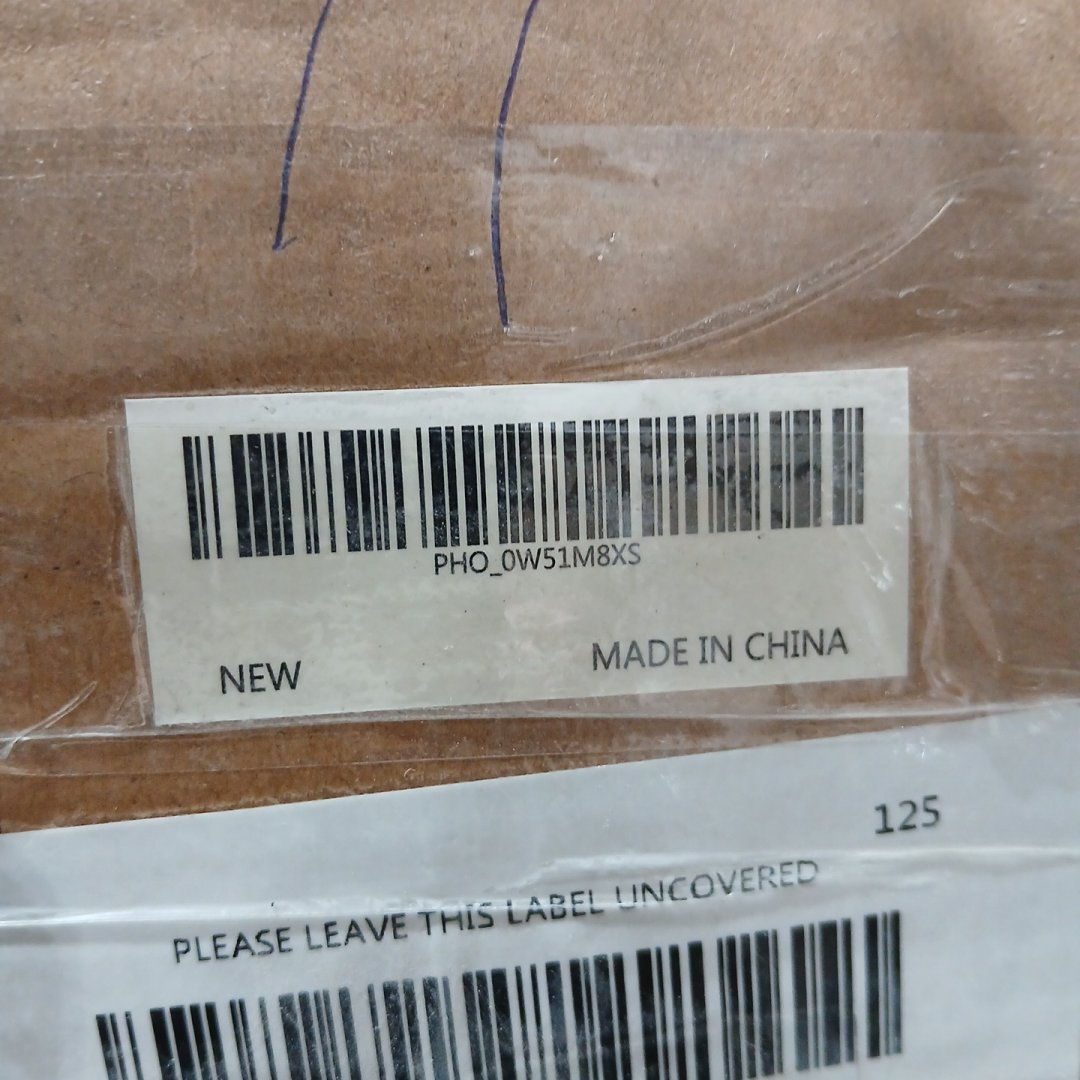 PHO_0W51M8XS
NEW
MADE IN CHINA
125
PLEASE LEAVE THIS LABEL UNCOVERED